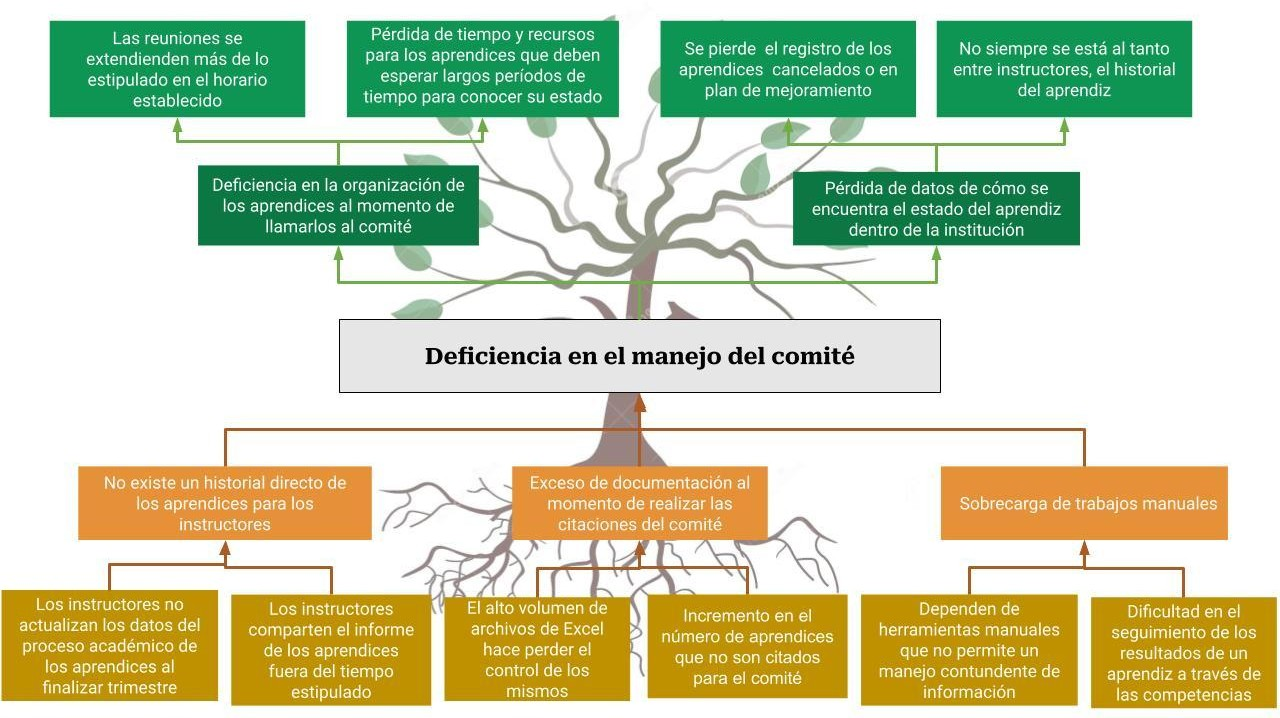 Las reuniones se
extendienden más de lo
estipulado en el horario
establecido
Pérdida de tiempo y recursos
para los aprendices que deben
esperar largos períodos de
tiempo para conocer su estado
Se pierde el registro de los
aprendices cancelados o en
plan de mejoramiento
No siempre se está al tanto
entre instructores, el historial
del aprendiz
Deficiencia en la organización de
los aprendices al momento de
llamarlos al comité
Pérdida de datos de cómo se
encuentra el estado del aprendiz
dentro de la institución
Deficiencia en el manejo del comité
No existe un historial directo de
los aprendices para los
instructores
Exceso de documentación al
momento de realizar las
citaciones del comité
Sobrecarga de trabajos manuales
Los instructores no
actualizan los datos del
proceso académico de
los aprendices al
finalizar trimestre
Los instructores
comparten el informe
de los aprendices
fuera del tiempo
estipulado
El alto volumen de
archivos de Excel
hace perder el
control de los
mismos
Incremento en el
número de aprendices
que no son citados
para el comité
Dependen de
herramientas manuales
que no permite un
manejo contundente de
información
Dificultad en el
seguimiento de los
resultados de un
aprendiz a través de
las competencias